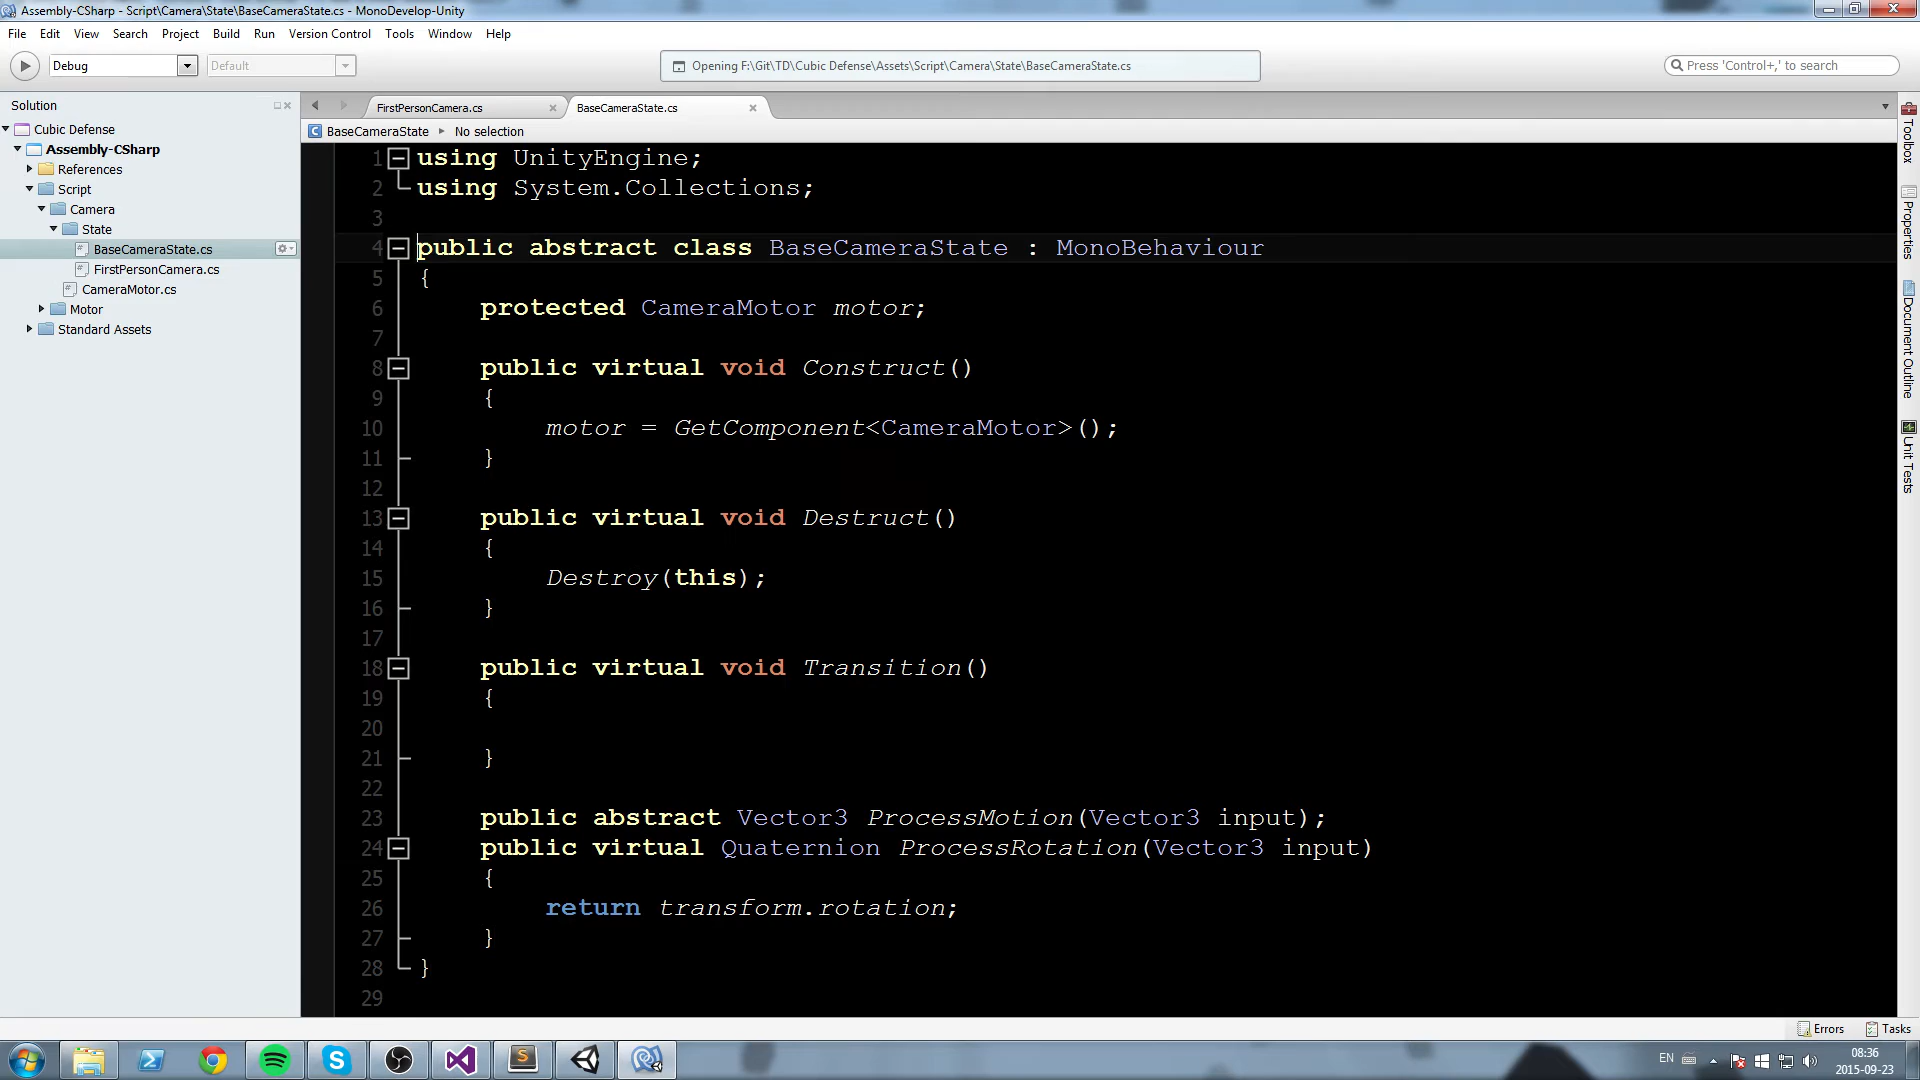 Assembly-CSharp - Script\Camera\State\BaseCameraState.cs - MonoDevelop-Unity
File Edit View Search Project Build Run Version Control Tools Window Help
Debug Default Opening F:\Git\TD\Cubic Defense\Assets\Script\Camera\State\BaseCameraState.cs Press 'Control+,' to search
Solution
Cubic Defense
Assembly-CSharp
References
Script
Camera
State
BaseCameraState.cs
FirstPersonCamera.cs
CameraMotor.cs
Motor
Standard Assets
FirstPersonCamera.cs BaseCameraState.cs
BaseCameraState No selection
1 using UnityEngine;
2 using System.Collections;
3
4 public abstract class BaseCameraState : MonoBehaviour
5 {
6 protected CameraMotor motor;
7
8 public virtual void Construct()
9 {
10 motor = GetComponent<CameraMotor>();
11 }
12
13 public virtual void Destruct()
14 {
15 Destroy(this);
16 }
17
18 public virtual void Transition()
19 {
20
21 }
22
23 public abstract Vector3 ProcessMotion(Vector3 input);
24 public virtual Quaternion ProcessRotation(Vector3 input)
25 {
26 return transform.rotation;
27 }
28 }
29
Toolbox
Properties
Document Outline
Unit Tests
Errors Tasks
EN
08:36
2015-09-23